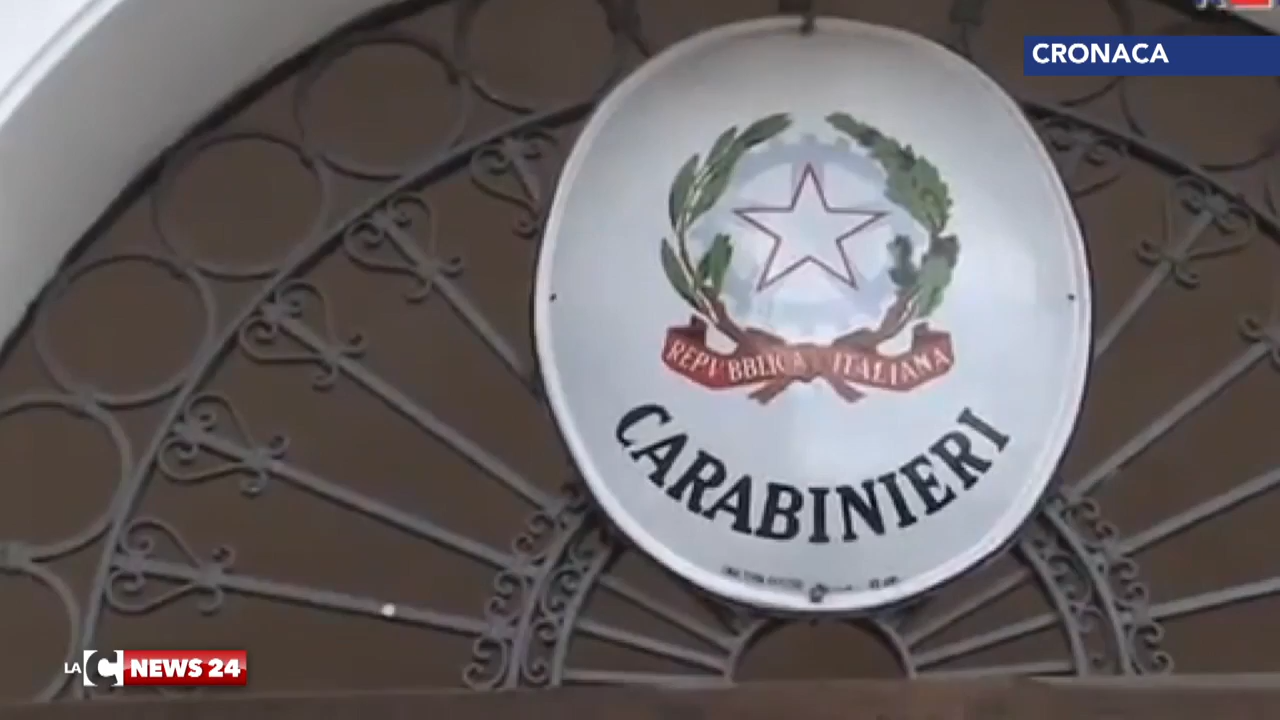 CRONACA
REPVBBLICA ITALIANA
CARABINIERI
LA C NEWS 24